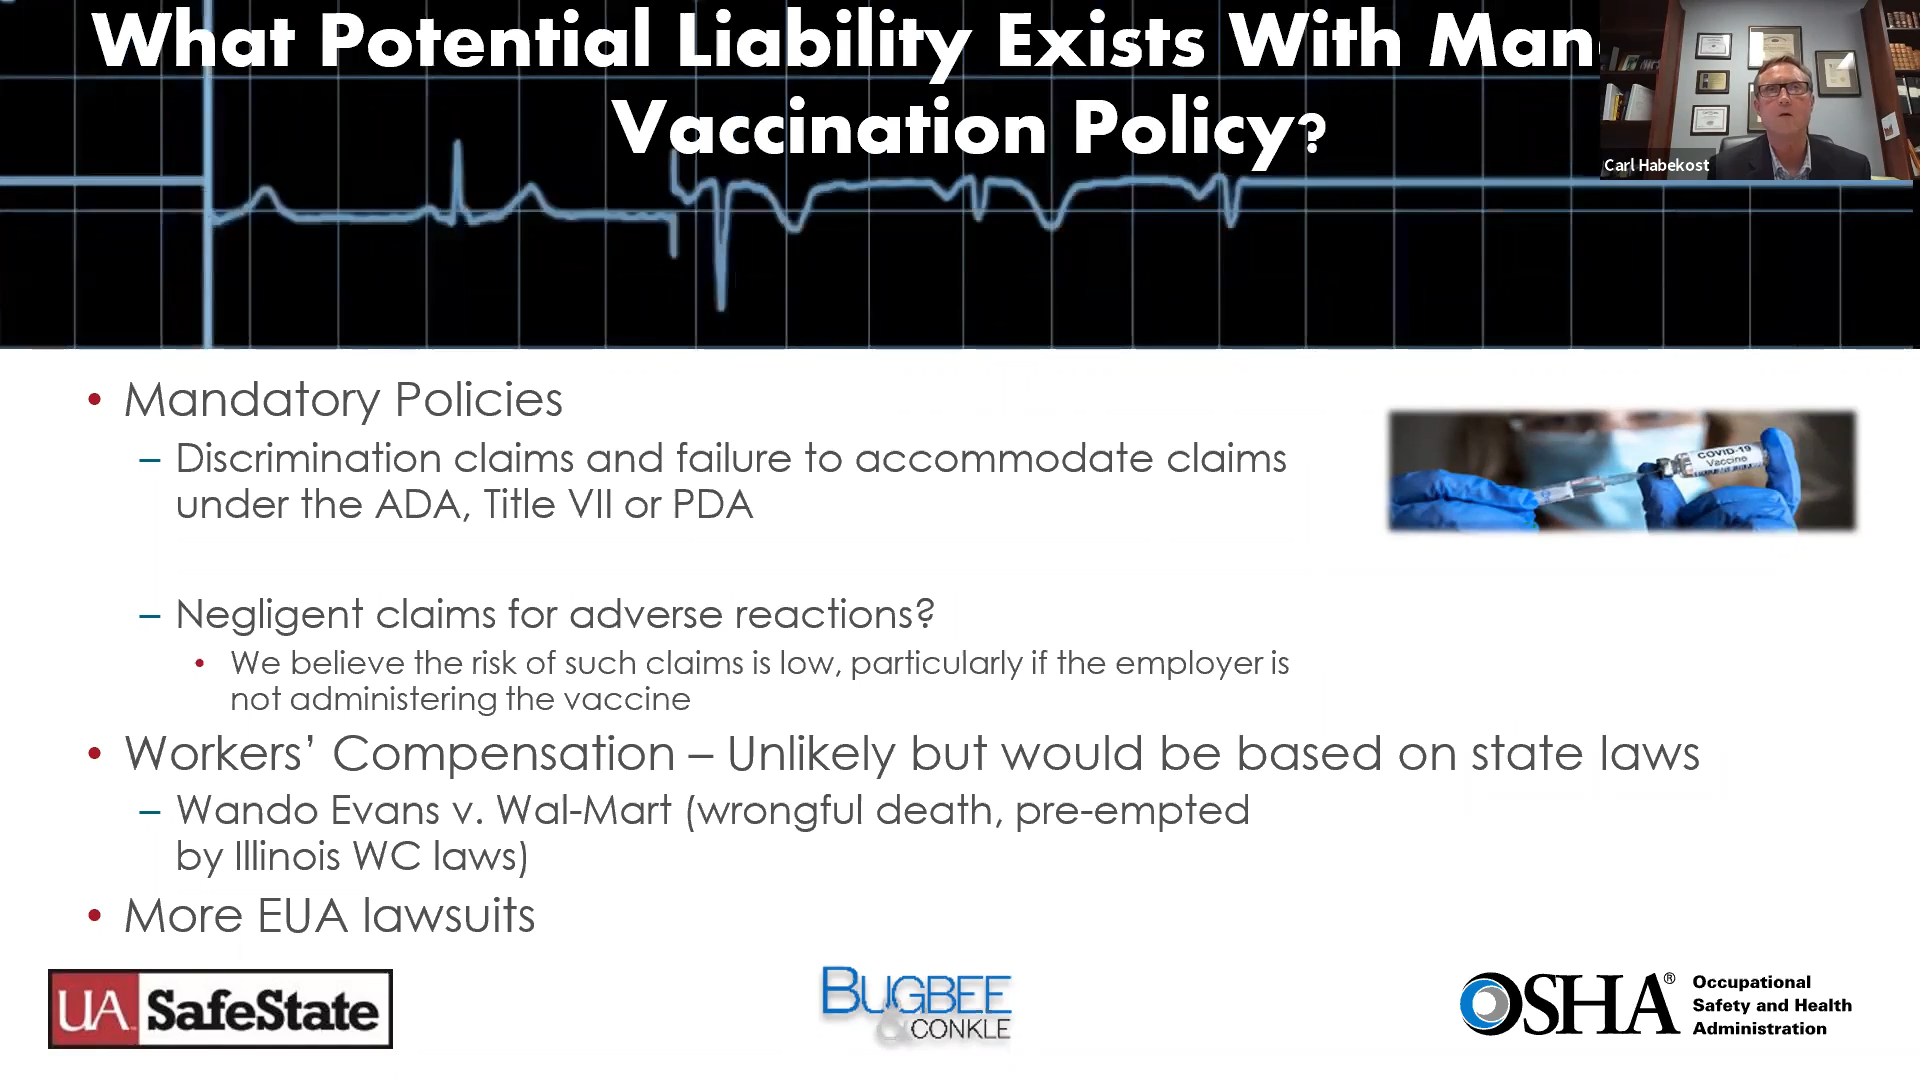 What Potential Liability Exists With Man
Vaccination Policy?
Carl Habekost
• Mandatory Policies
– Discrimination claims and failure to accommodate claims
under the ADA, Title VII or PDA
COVID-19
Vaccine
– Negligent claims for adverse reactions?
• We believe the risk of such claims is low, particularly if the employer is
not administering the vaccine
• Workers’ Compensation – Unlikely but would be based on state laws
– Wando Evans v. Wal-Mart (wrongful death, pre-empted
by Illinois WC laws)
• More EUA lawsuits
UA SafeState
BUGBEE
& CONKLE
OSHA®
Occupational
Safety and Health
Administration